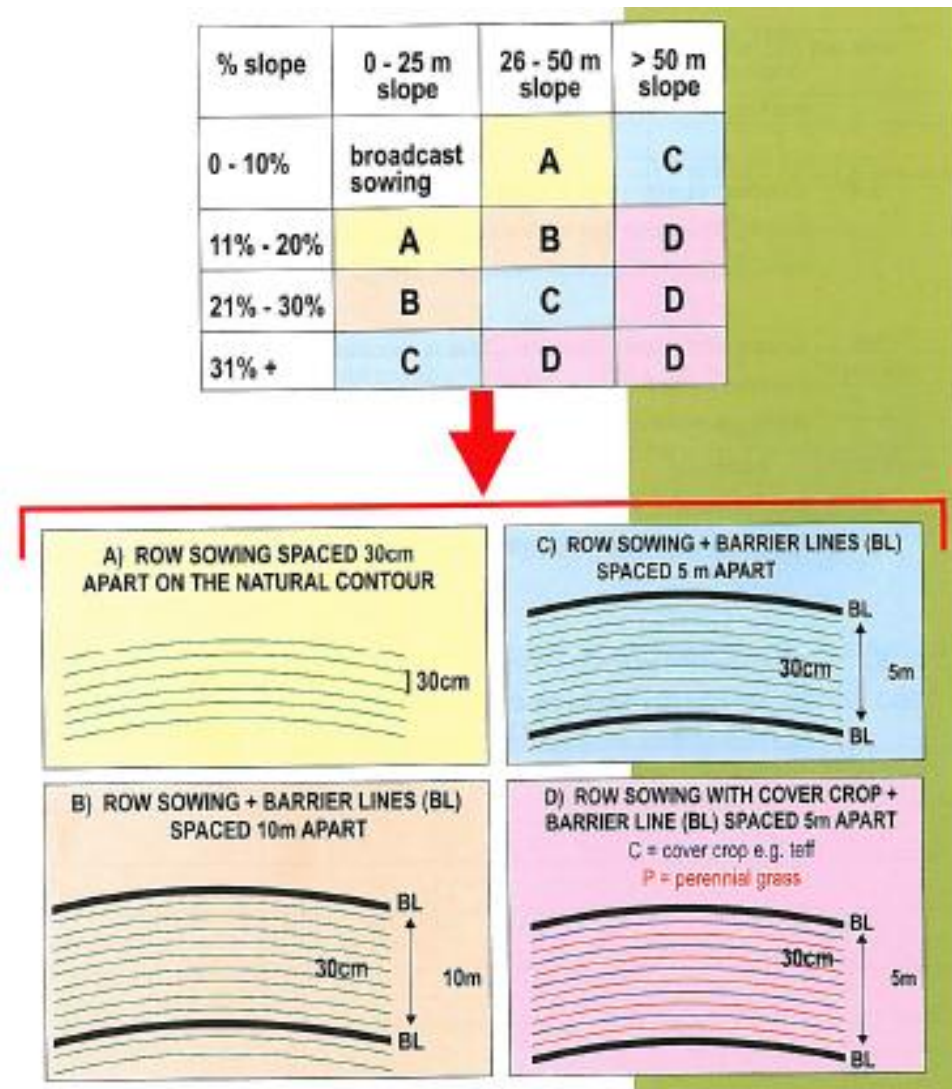 % slope 0 - 25 m slope 26 - 50 m slope > 50 m slope
0 - 10% broadcast sowing A C
11% - 20% A B D
21% - 30% B C D
31% + C D D
A) ROW SOWING SPACED 30cm
APART ON THE NATURAL CONTOUR
30cm
C) ROW SOWING + BARRIER LINES (BL)
SPACED 5 m APART
BL
30cm 5m
BL
B) ROW SOWING + BARRIER LINES (BL)
SPACED 10m APART
BL
30cm 10m
BL
D) ROW SOWING WITH COVER CROP +
BARRIER LINE (BL) SPACED 5m APART
C = cover crop e.g. teff
P = perennial grass
BL
30cm 5m
BL